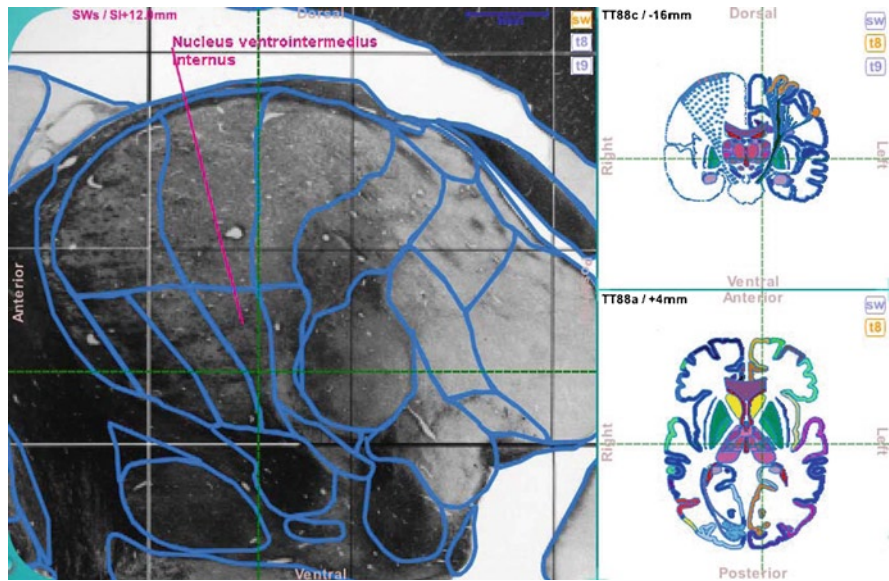 SWs / Sl+12.0mm
Dorsal
sw
t8
t9
Nucleus ventrointermedius
internus
Anterior
Ventral
TT88c / -16mm
Dorsal
sw
t8
t9
Right
Left
Ventral
TT88a / +4mm
Anterior
sw
t8
Right
Left
Posterior